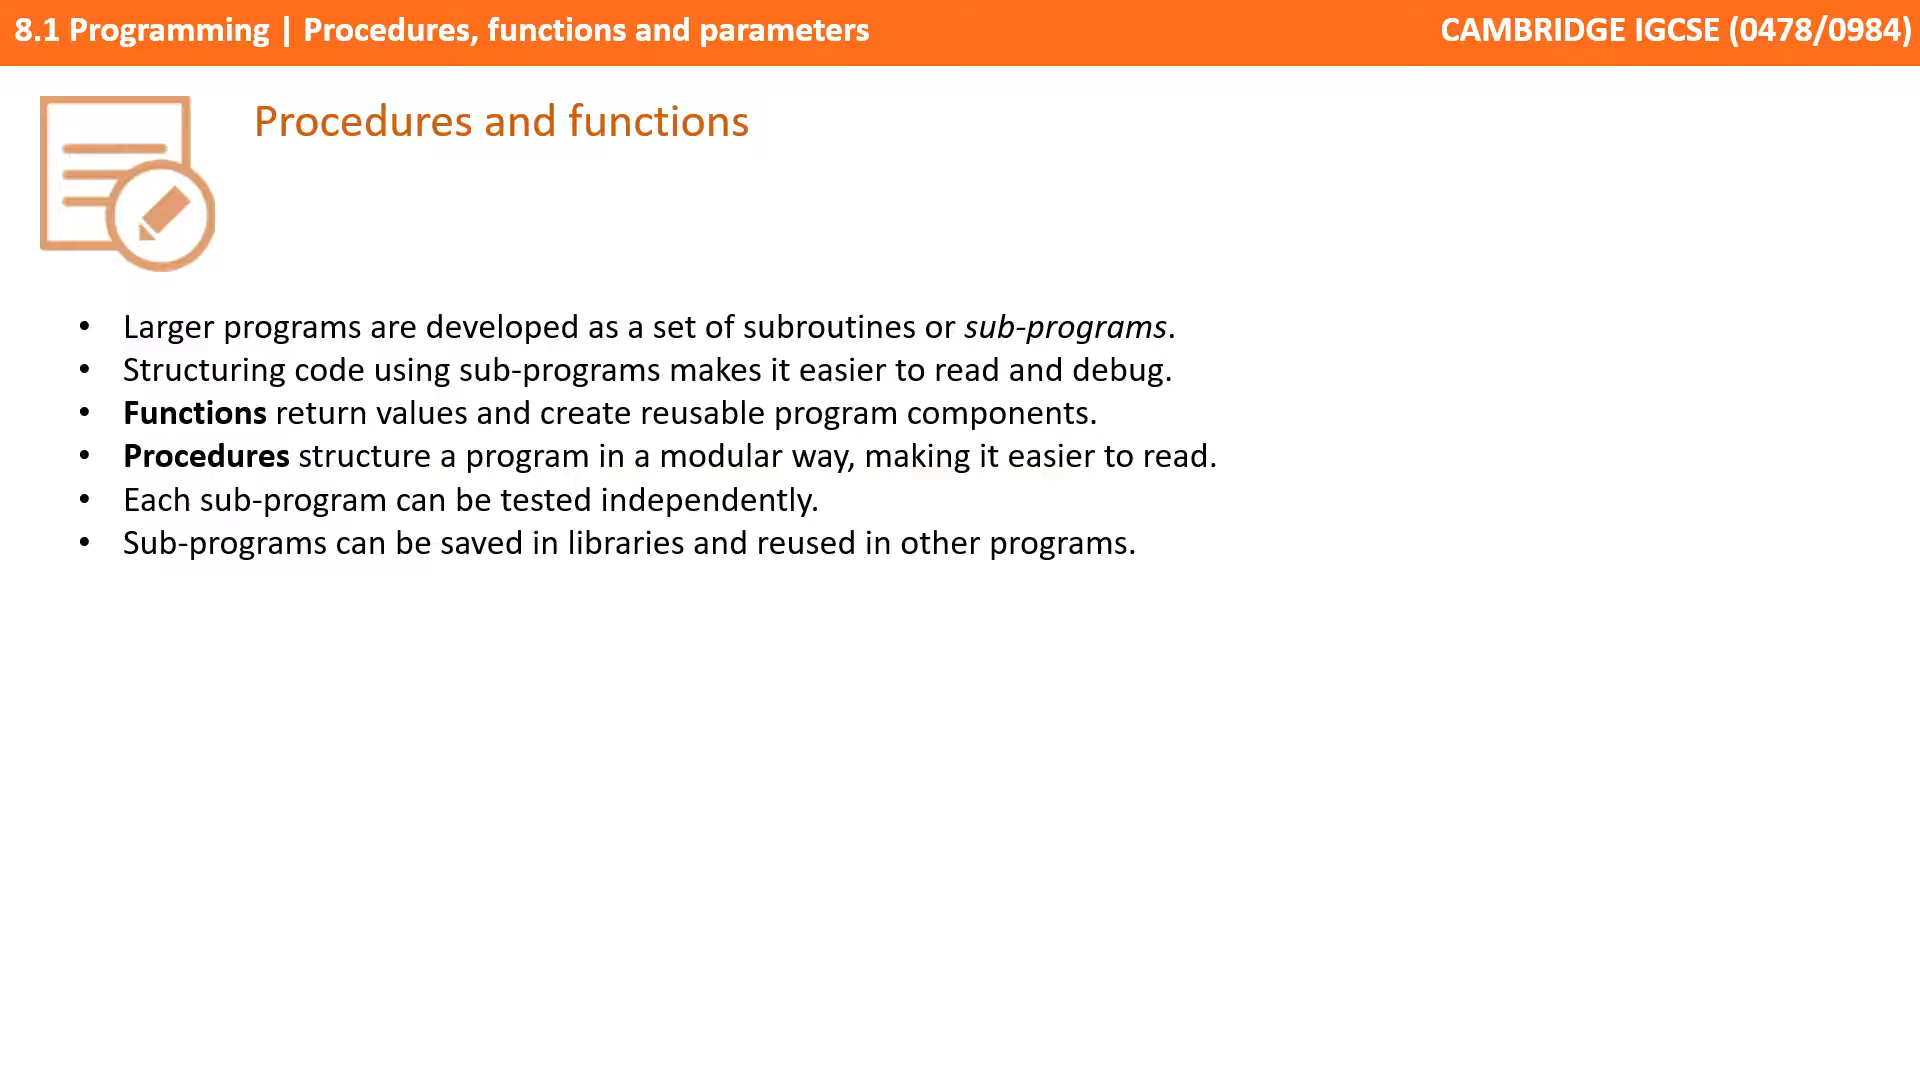 8.1 Programming | Procedures, functions and parameters
CAMBRIDGE IGCSE (0478/0984)
Procedures and functions
• Larger programs are developed as a set of subroutines or sub-programs.
• Structuring code using sub-programs makes it easier to read and debug.
• Functions return values and create reusable program components.
• Procedures structure a program in a modular way, making it easier to read.
• Each sub-program can be tested independently.
• Sub-programs can be saved in libraries and reused in other programs.